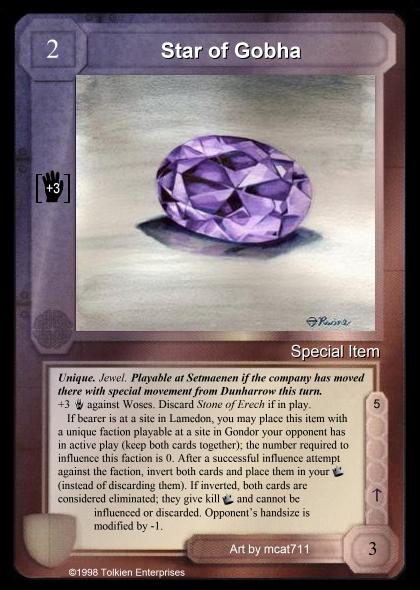 2
Star of Gobha
[+3]
Special Item
Unique. Jewel. Playable at Setmaenen if the company has moved
there with special movement from Dunharrow this turn.
+3 against Woses. Discard Stone of Erech if in play.
If bearer is at a site in Lamedon, you may place this item with
a unique faction playable at a site in Gondor your opponent has
in active play (keep both cards together); the number required to
influence this faction is 0. After a successful influence attempt
against the faction, invert both cards and place them in your
(instead of discarding them). If inverted, both cards are
considered eliminated; they give kill and cannot be
influenced or discarded. Opponent's handsize is
modified by -1.
5
1
Art by mcat711
3
©1998 Tolkien Enterprises